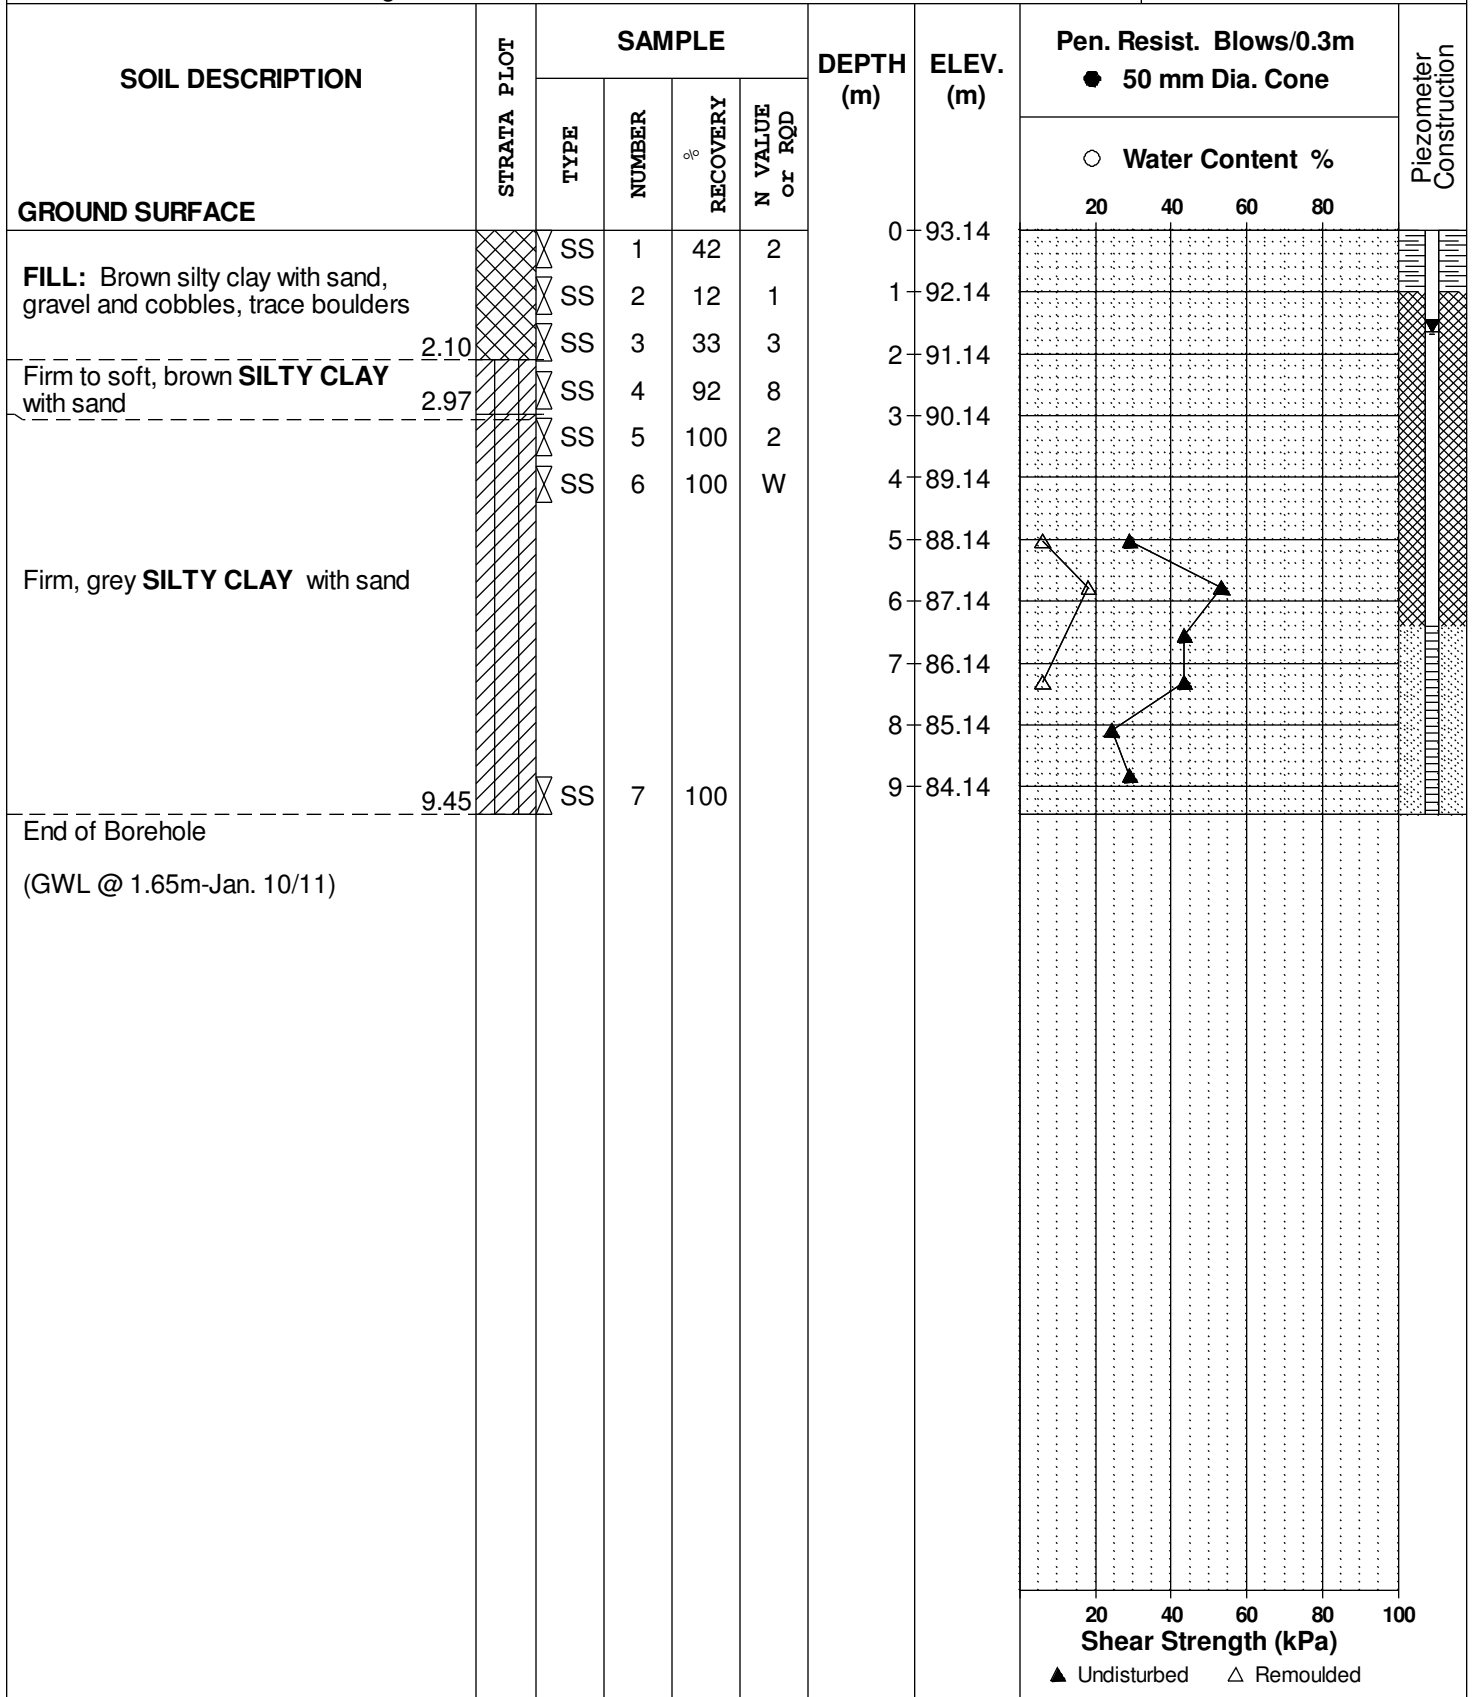 SOIL DESCRIPTION
GROUND SURFACE
STRATA PLOT
SAMPLE
TYPE
NUMBER
%
RECOVERY
N VALUE
or RQD
DEPTH
(m)
ELEV.
(m)
Pen. Resist. Blows/0.3m
● 50 mm Dia. Cone
○ Water Content %
20 40 60 80
Piezometer
Construction
0 93.14
FILL: Brown silty clay with sand,
gravel and cobbles, trace boulders
2.10
SS 1 42 2
SS 2 12 1
1 92.14
SS 3 33 3
2 91.14
Firm to soft, brown SILTY CLAY
with sand 2.97
SS 4 92 8
3 90.14
SS 5 100 2
SS 6 100 W
4 89.14
5 88.14
Firm, grey SILTY CLAY with sand
6 87.14
7 86.14
8 85.14
9 84.14
9.45
SS 7 100
End of Borehole
(GWL @ 1.65m-Jan. 10/11)
20 40 60 80 100
Shear Strength (kPa)
▲ Undisturbed △ Remoulded